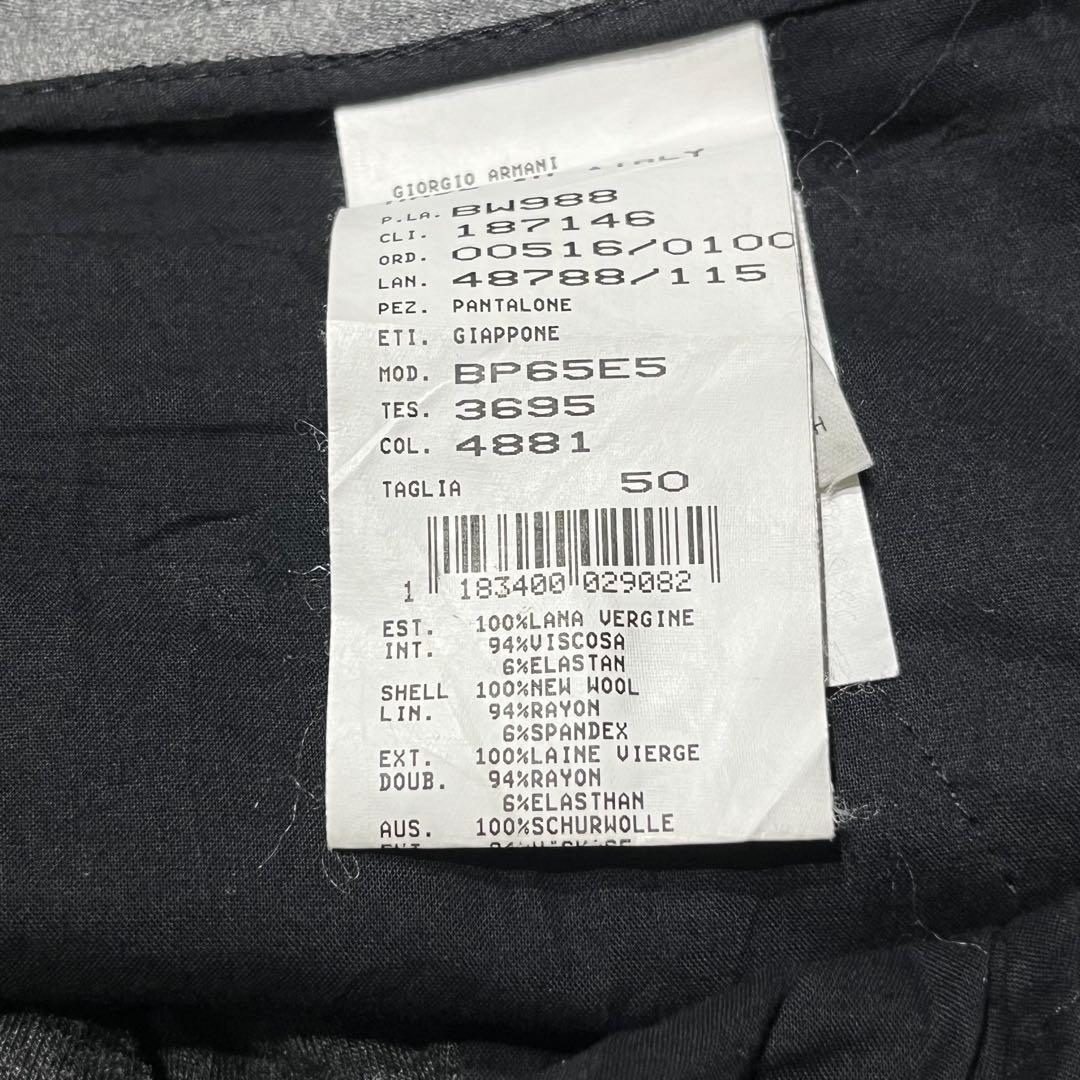 GIORGIO ARMANI
P.LA. BW988
CLI. 187146
ORD. 00516/0100
LAN. 48788/115
PEZ. PANTALONE
ETI. GIAPPONE
MOD. BP65E5
TES. 3695
COL. 4881
TAGLIA 50
1 183400 029082
EST. 100%LANA VERGINE
INT. 94%VISCOSA
6%ELASTAN
SHELL 100%NEW WOOL
LIN. 94%RAYON
6%SPANDEX
EXT. 100%LAINE VIERGE
DOUB. 94%RAYON
6%ELASTHAN
AUS. 100%SCHURWOLLE
H